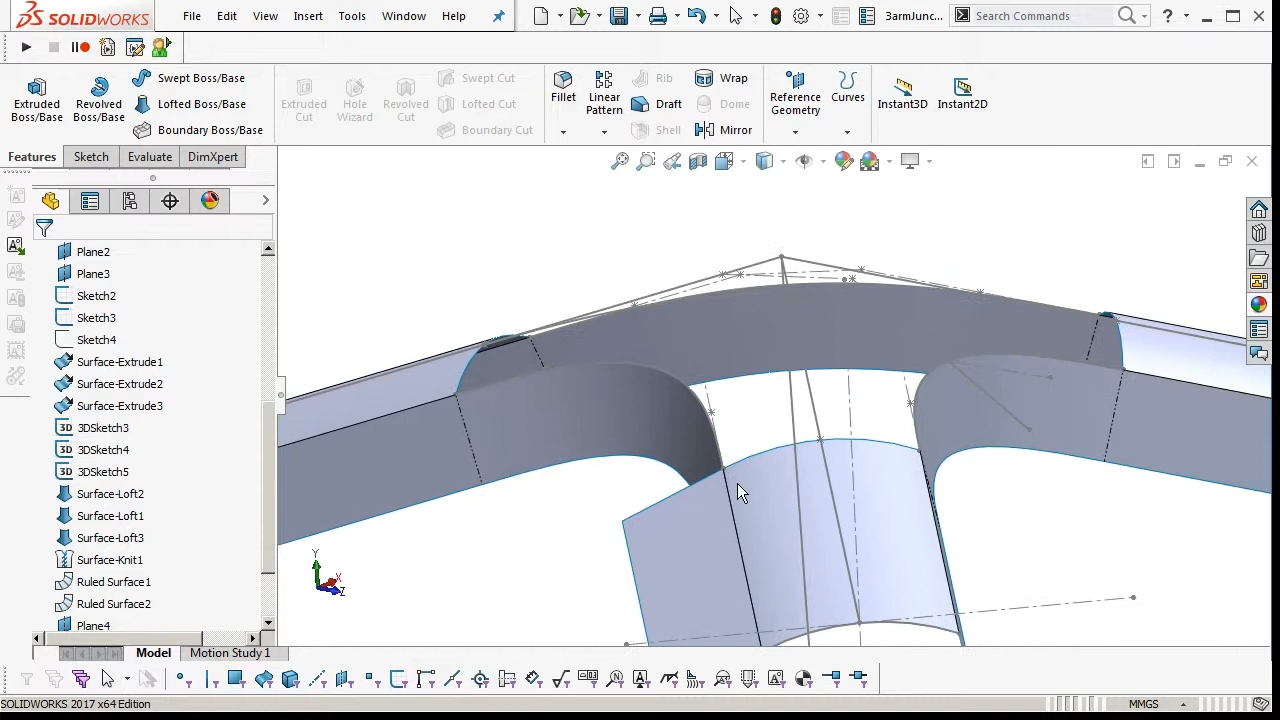 SOLIDWORKS File Edit View Insert Tools Window Help 3armJunc... Search Commands ?
Extruded Boss/Base
Revolved Boss/Base
Swept Boss/Base
Lofted Boss/Base
Boundary Boss/Base
Extruded Cut
Hole Wizard
Revolved Cut
Swept Cut
Lofted Cut
Boundary Cut
Fillet
Linear Pattern
Rib
Draft
Shell
Wrap
Dome
Mirror
Reference Geometry
Curves
Instant3D
Instant2D
Features Sketch Evaluate DimXpert
Plane2
Plane3
Sketch2
Sketch3
Sketch4
Surface-Extrude1
Surface-Extrude2
Surface-Extrude3
3D 3DSketch3
3D 3DSketch4
3D 3DSketch5
Surface-Loft2
Surface-Loft1
Surface-Loft3
Surface-Knit1
Ruled Surface1
Ruled Surface2
Plane4
Y
X
Z
Model Motion Study 1
SOLIDWORKS 2017 x64 Edition MMGS